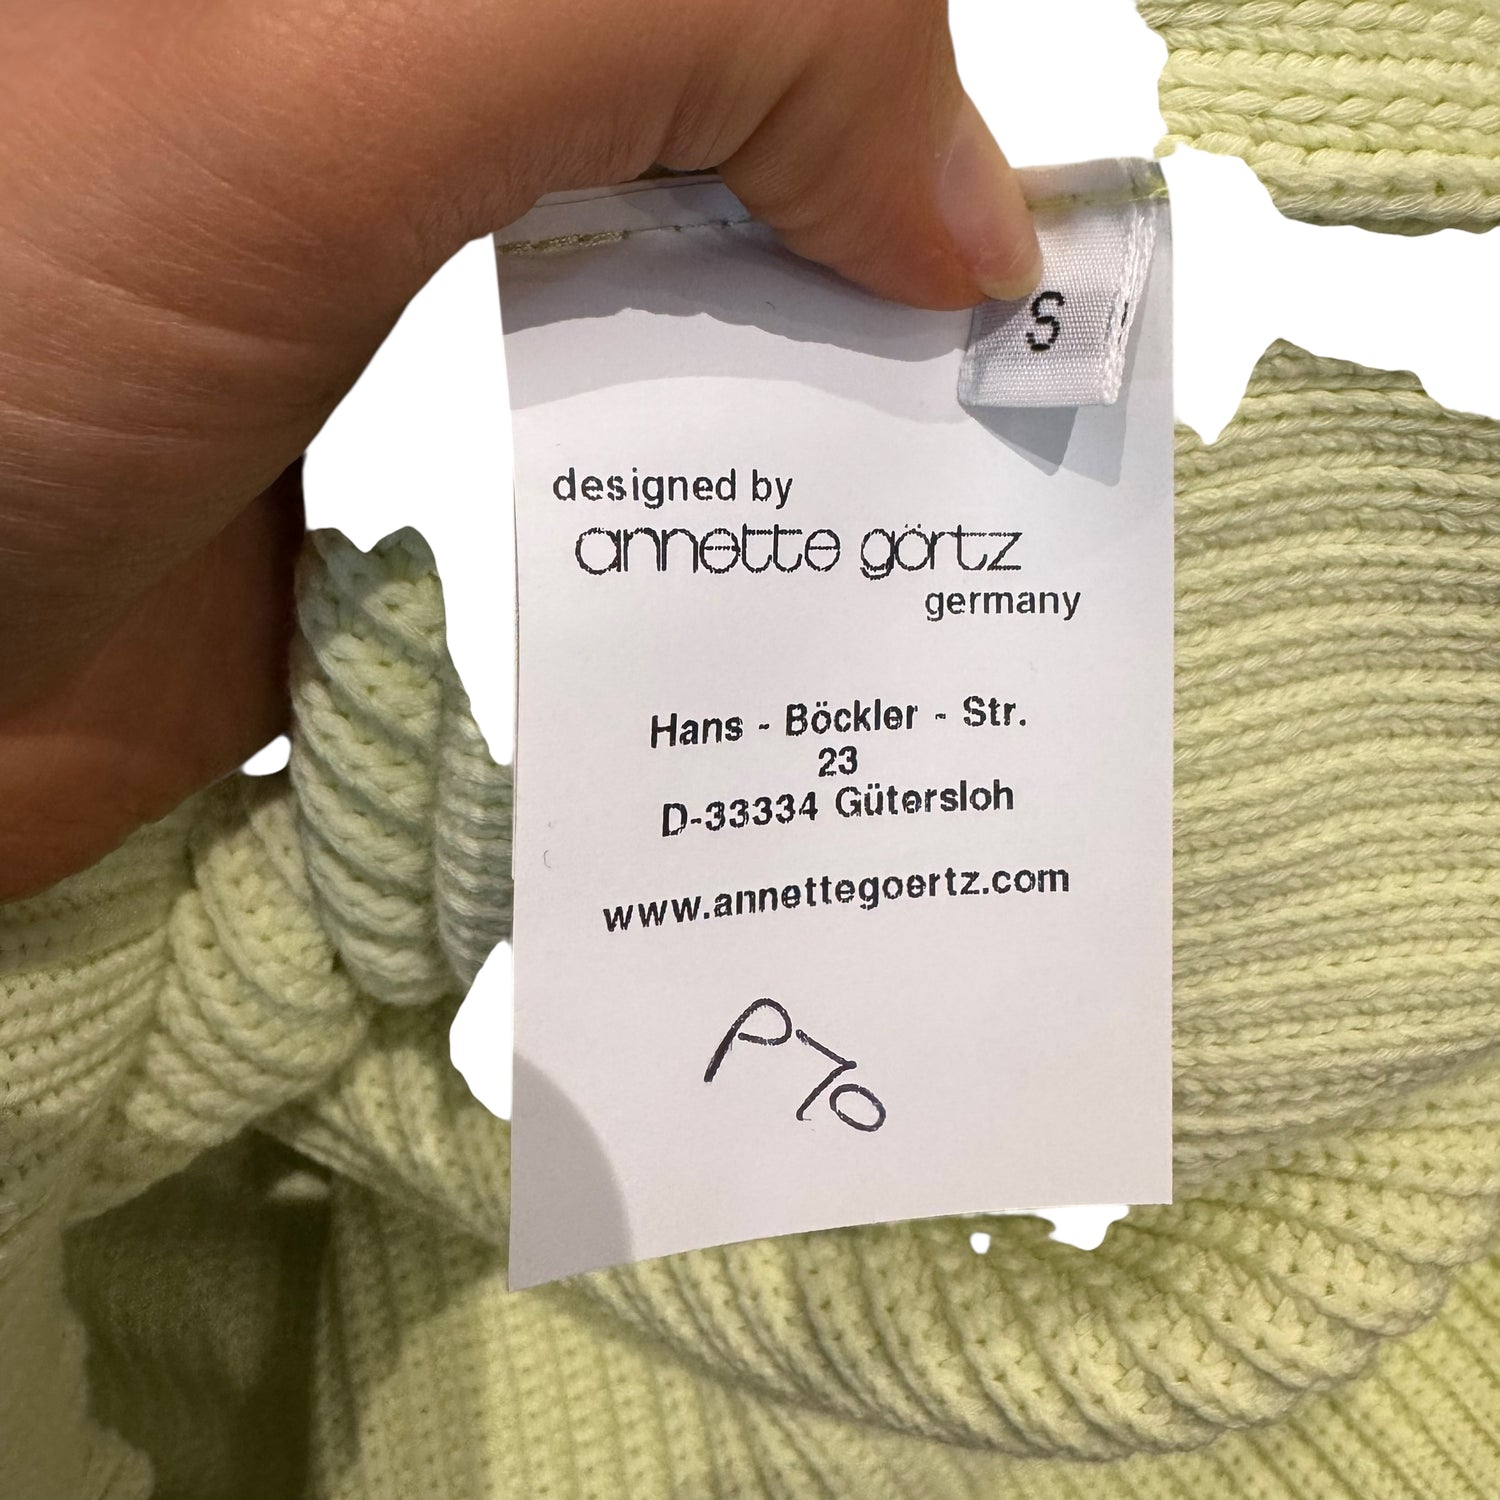 S
designed by
annette görtz
germany
Hans - Böckler - Str.
23
D-33334 Gütersloh
www.annettegoertz.com
P70